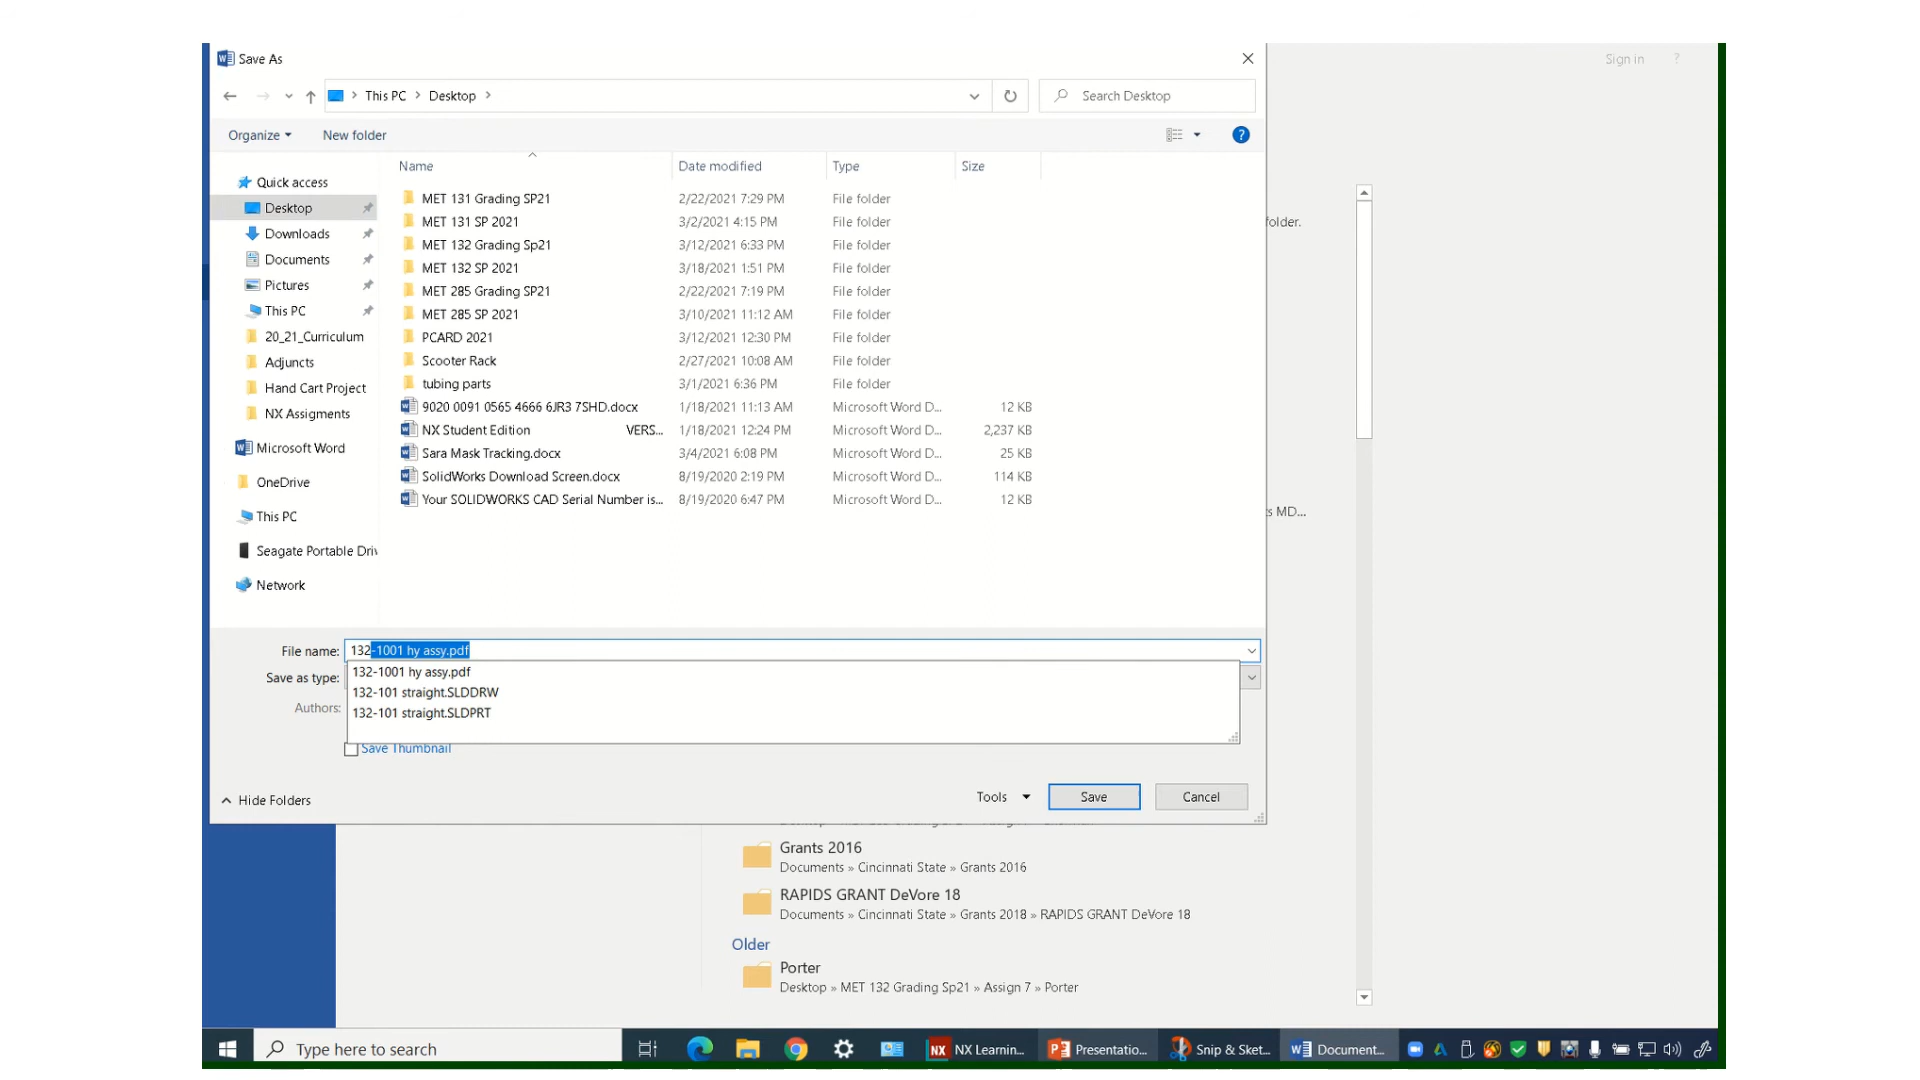 Save As
Sign in ?
This PC > Desktop >
Search Desktop
Organize
New folder
?
Name
Date modified
Type
Size
Quick access
Desktop
Downloads
Documents
Pictures
This PC
20_21_Curriculum
Adjuncts
Hand Cart Project
NX Assigments
Microsoft Word
OneDrive
This PC
Seagate Portable Driv
Network
MET 131 Grading SP21 2/22/2021 7:29 PM File folder
MET 131 SP 2021 3/2/2021 4:15 PM File folder
MET 132 Grading Sp21 3/12/2021 6:33 PM File folder
MET 132 SP 2021 3/18/2021 1:51 PM File folder
MET 285 Grading SP21 2/22/2021 7:19 PM File folder
MET 285 SP 2021 3/10/2021 11:12 AM File folder
PCARD 2021 3/12/2021 12:30 PM File folder
Scooter Rack 2/27/2021 10:08 AM File folder
tubing parts 3/1/2021 6:36 PM File folder
9020 0091 0565 4666 6JR3 7SHD.docx 1/18/2021 11:13 AM Microsoft Word D... 12 KB
NX Student Edition VERS... 1/18/2021 12:24 PM Microsoft Word D... 2,237 KB
Sara Mask Tracking.docx 3/4/2021 6:08 PM Microsoft Word D... 25 KB
SolidWorks Download Screen.docx 8/19/2020 2:19 PM Microsoft Word D... 114 KB
Your SOLIDWORKS CAD Serial Number is... 8/19/2020 6:47 PM Microsoft Word D... 12 KB
folder.
s MD...
File name: 132-1001 hy assy.pdf
132-1001 hy assy.pdf
Save as type:
132-101 straight.SLDDRW
Authors:
132-101 straight.SLDPRT
Save Thumbnail
Hide Folders
Tools
Save
Cancel
Grants 2016
Documents » Cincinnati State » Grants 2016
RAPIDS GRANT DeVore 18
Documents » Cincinnati State » Grants 2018 » RAPIDS GRANT DeVore 18
Older
Porter
Desktop » MET 132 Grading Sp21 » Assign 7 » Porter
Type here to search
NX Learnin...
Presentatio...
Snip & Sket...
Document...